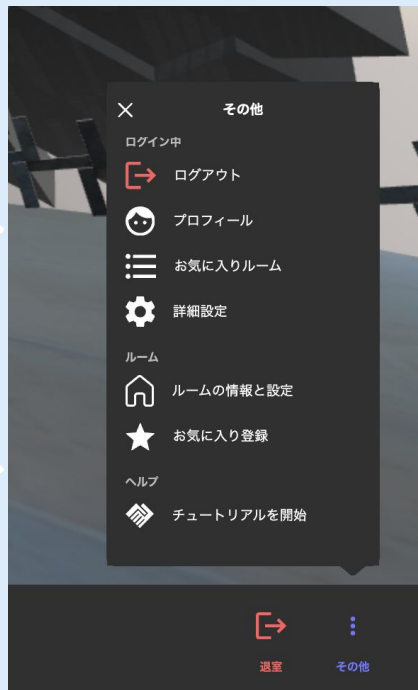 その他
ログイン中
ログアウト
プロフィール
お気に入りルーム
詳細設定
ルーム
ルームの情報と設定
お気に入り登録
ヘルプ
チュートリアルを開始
退室
その他